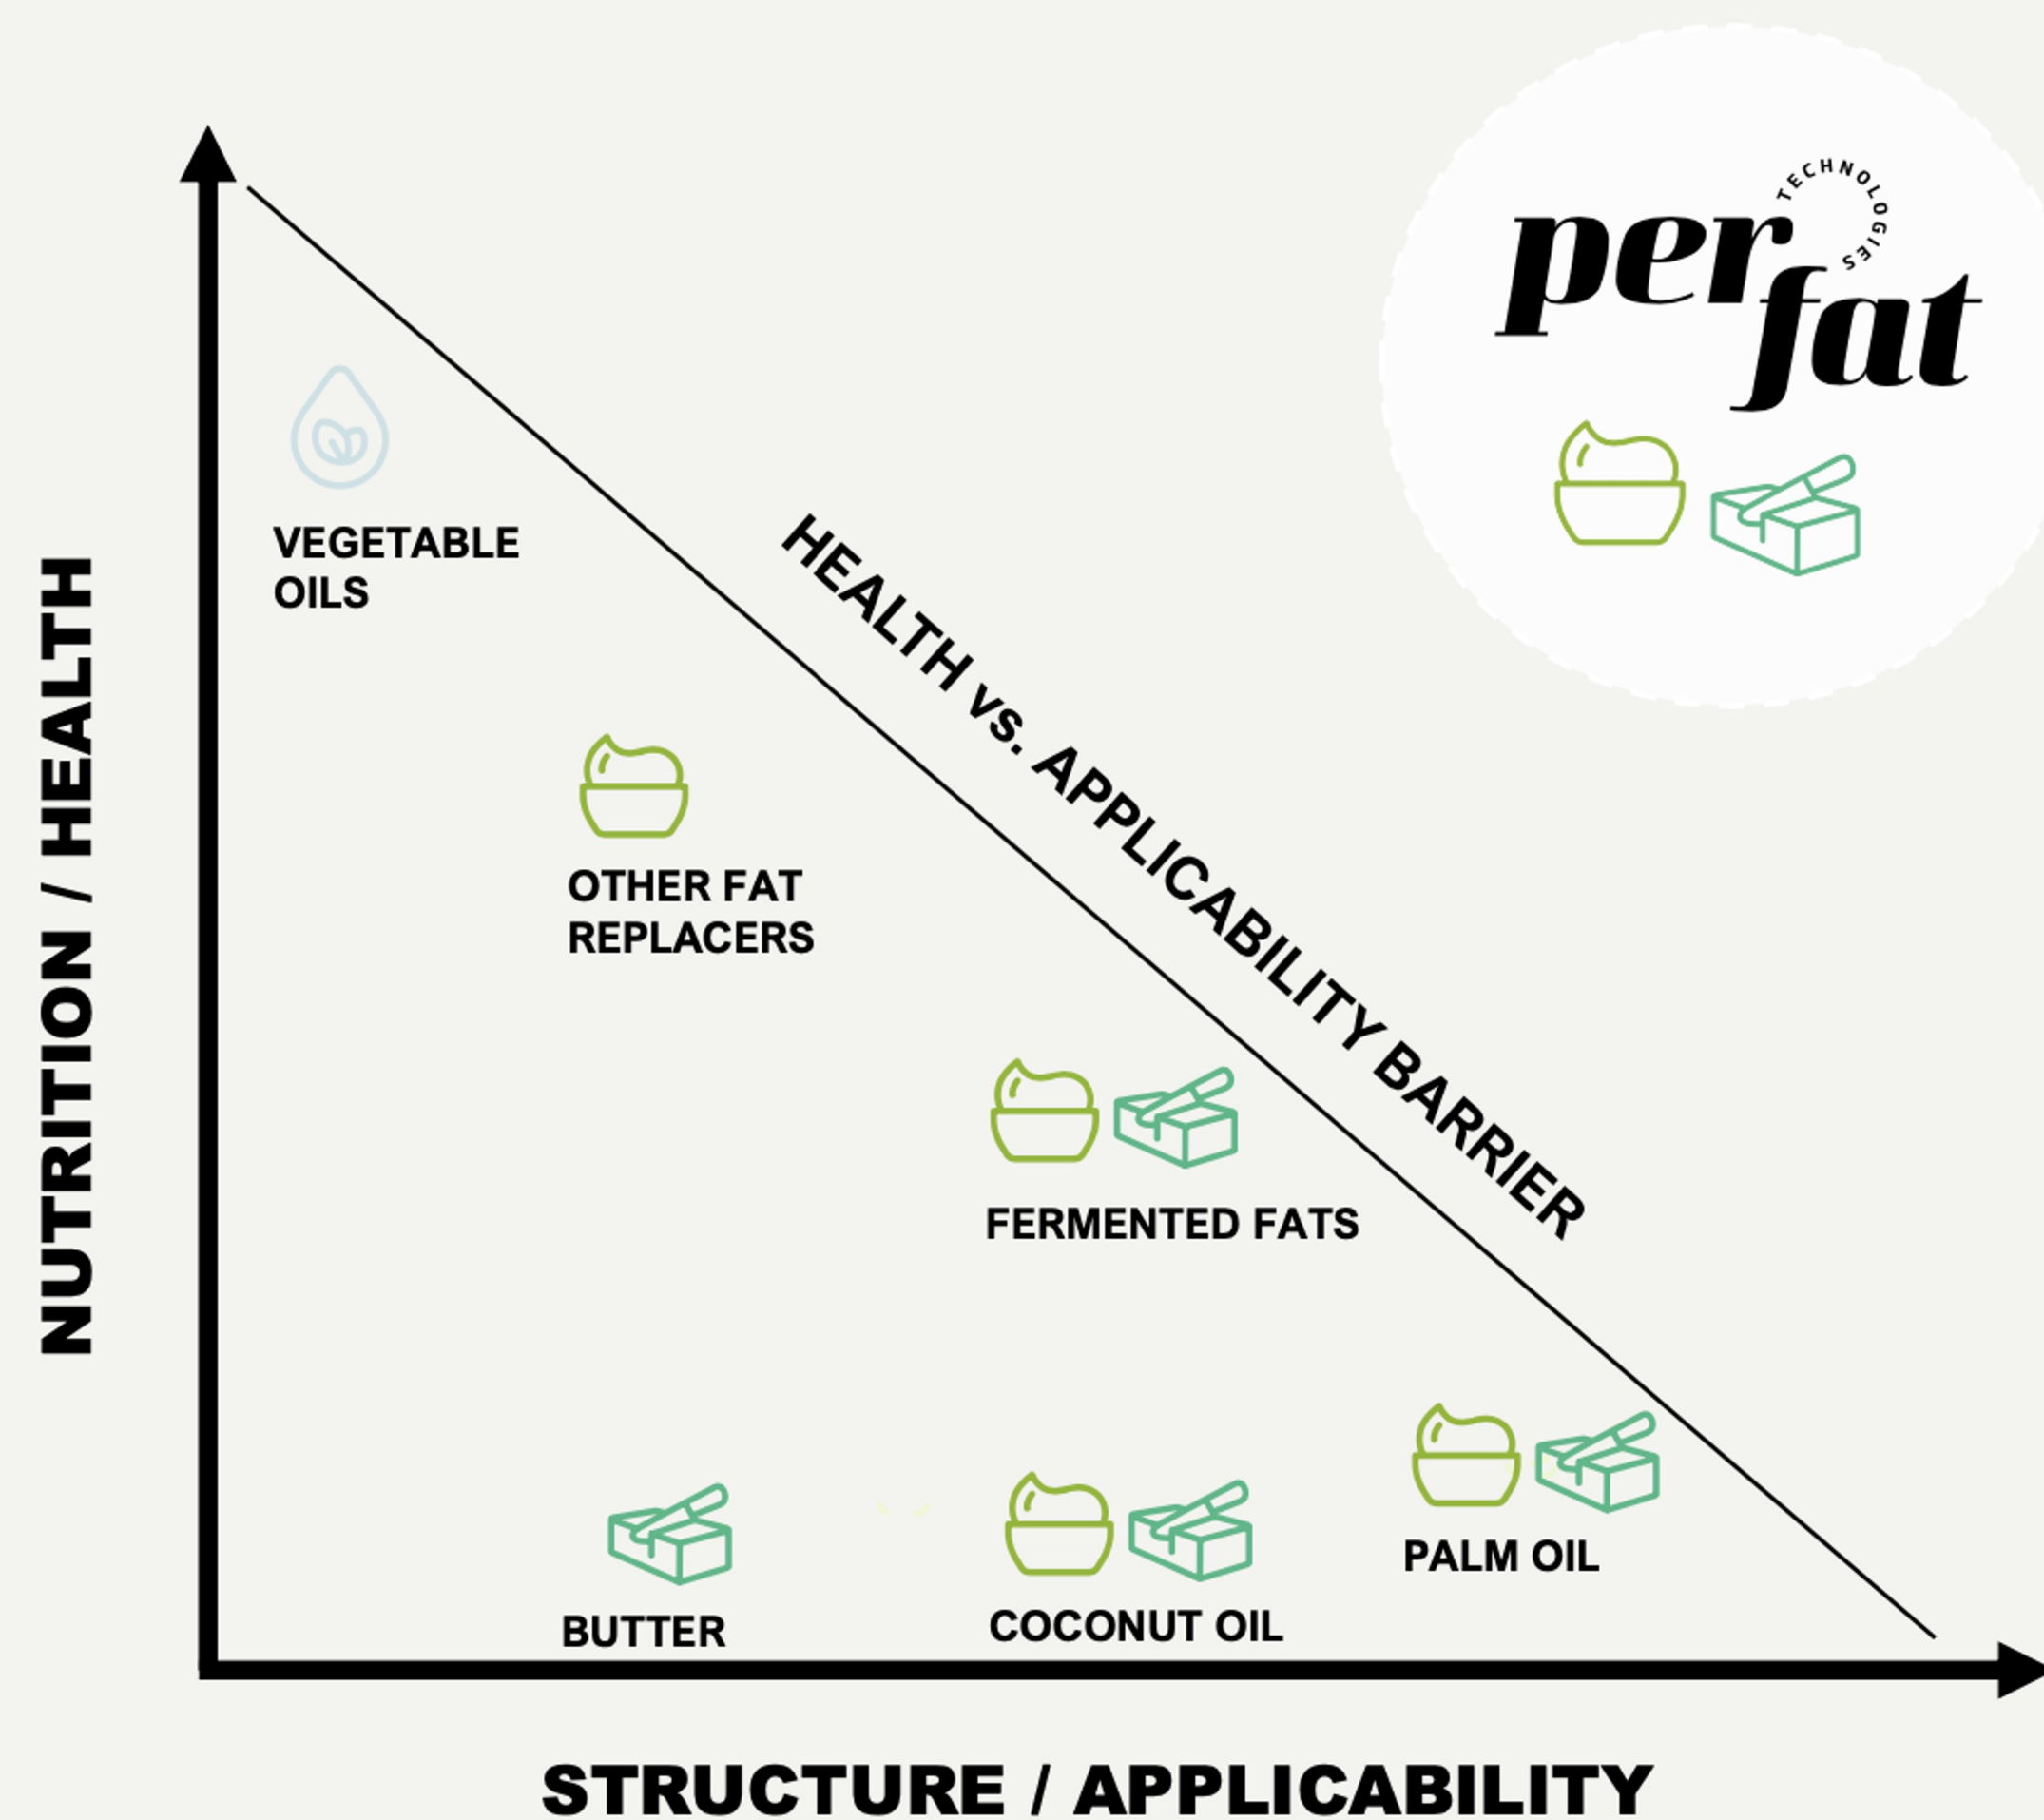 TECHNOLOGIES
per
fat
VEGETABLE
OILS
HEALTH vs. APPLICABILITY BARRIER
NUTRITION / HEALTH
OTHER FAT
REPLACERS
FERMENTED FATS
PALM OIL
BUTTER
COCONUT OIL
STRUCTURE / APPLICABILITY